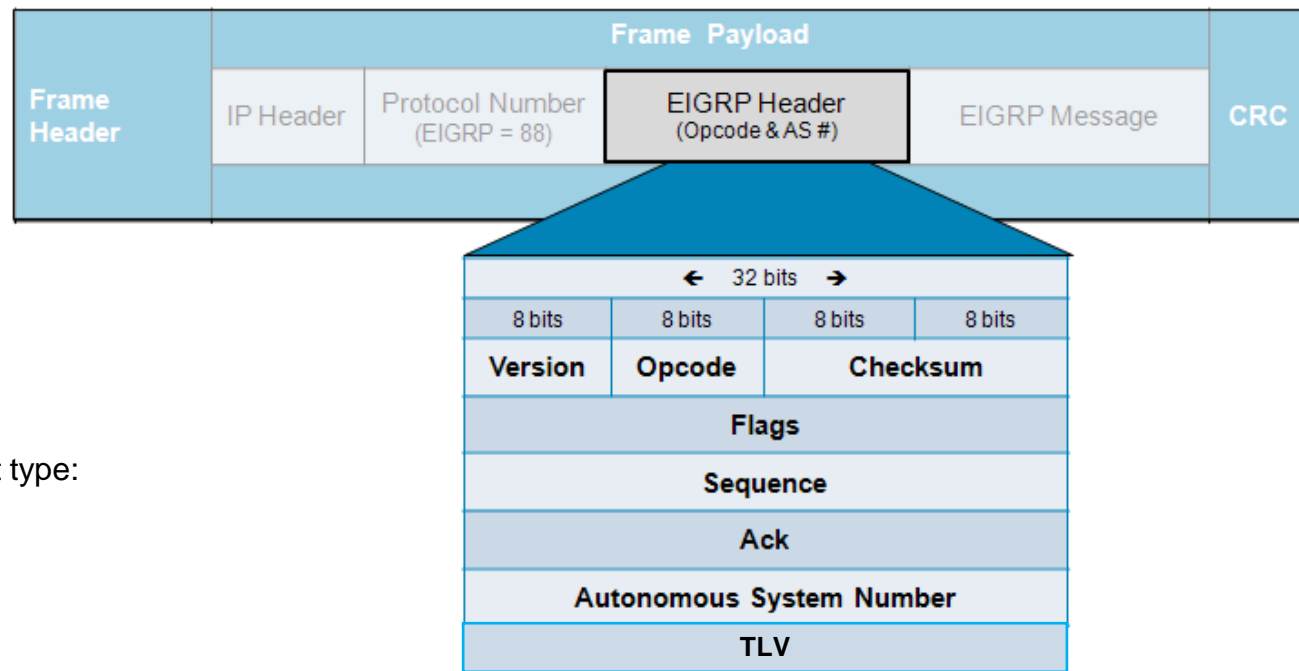 Frame Payload
Frame
Header
IP Header
Protocol Number
(EIGRP = 88)
EIGRP Header
(Opcode & AS #)
EIGRP Message
CRC
← 32 bits →
8 bits 8 bits 8 bits 8 bits
Version Opcode Checksum
Flags
t type:
Sequence
Ack
Autonomous System Number
TLV